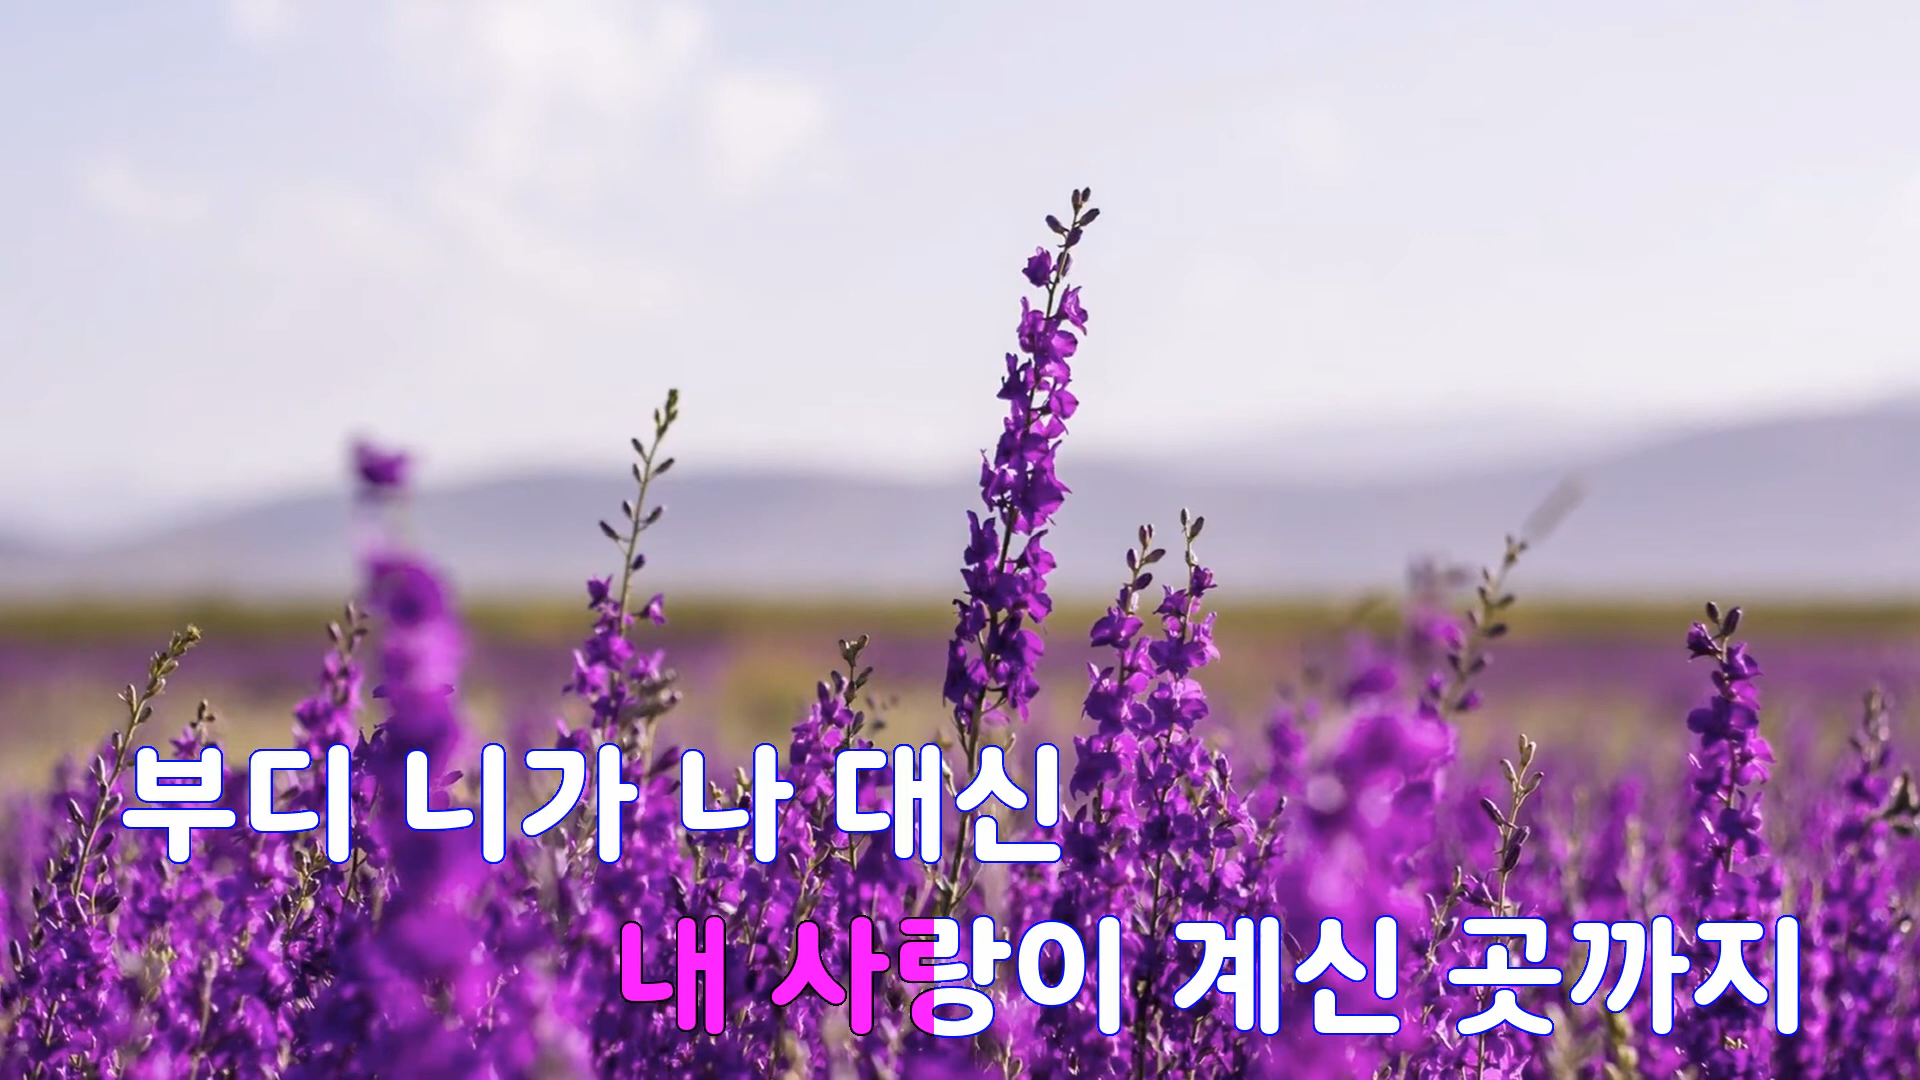 부디 니가 나 대신
내 사랑이 계신 곳까지